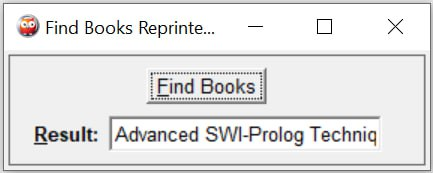 Find Books Reprinte...
Find Books
Result: Advanced SWI-Prolog Techniq